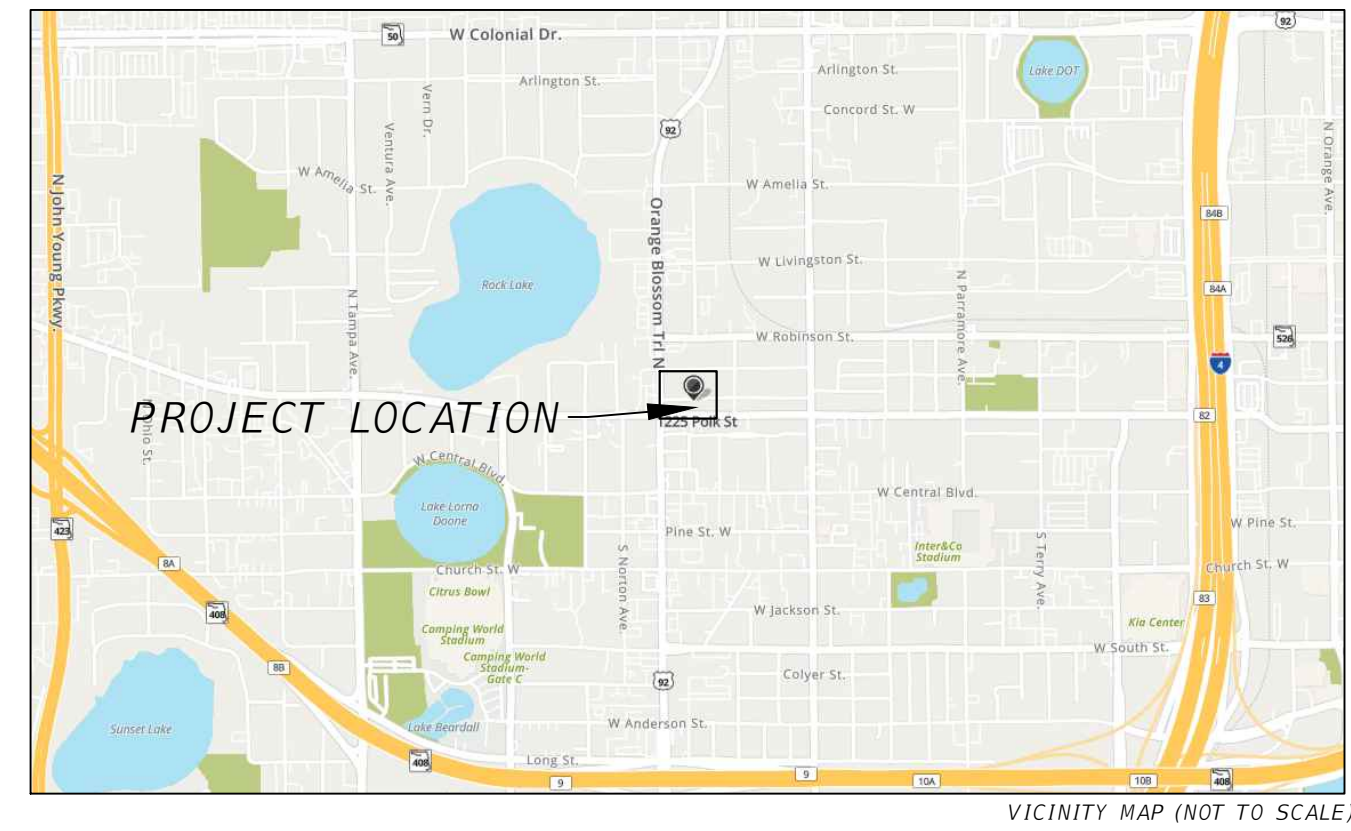 50
W Colonial Dr.
92
Arlington St.
Arlington St.
Lake DOT
Vern Dr.
Concord St. W
92
Ventura Ave.
N Orange Ave.
W Amelia St.
W Amelia St.
N John Young Pkwy.
Orange Blossom Trl N
84B
W Livingston St.
Rock Lake
N Parramore Ave.
84A
N Tampa Ave.
W Robinson St.
526
4
PROJECT LOCATION
1225 Polk St
82
N Ohio St.
W Central Blvd.
W Central Blvd.
Lake Lorna
Doone
423
Pine St. W
W Pine St.
Inter&Co
Stadium
S Norton Ave.
S Terry Ave.
8A
Church St. W
Church St. W
Citrus Bowl
83
408
W Jackson St.
Kia Center
Camping World
Stadium
W South St.
Camping World
Stadium-
Gate C
8B
92
Colyer St.
Sunset Lake
Lake Beardall
W Anderson St.
408
Long St.
9
9
10A
10B
408
VICINITY MAP (NOT TO SCALE)